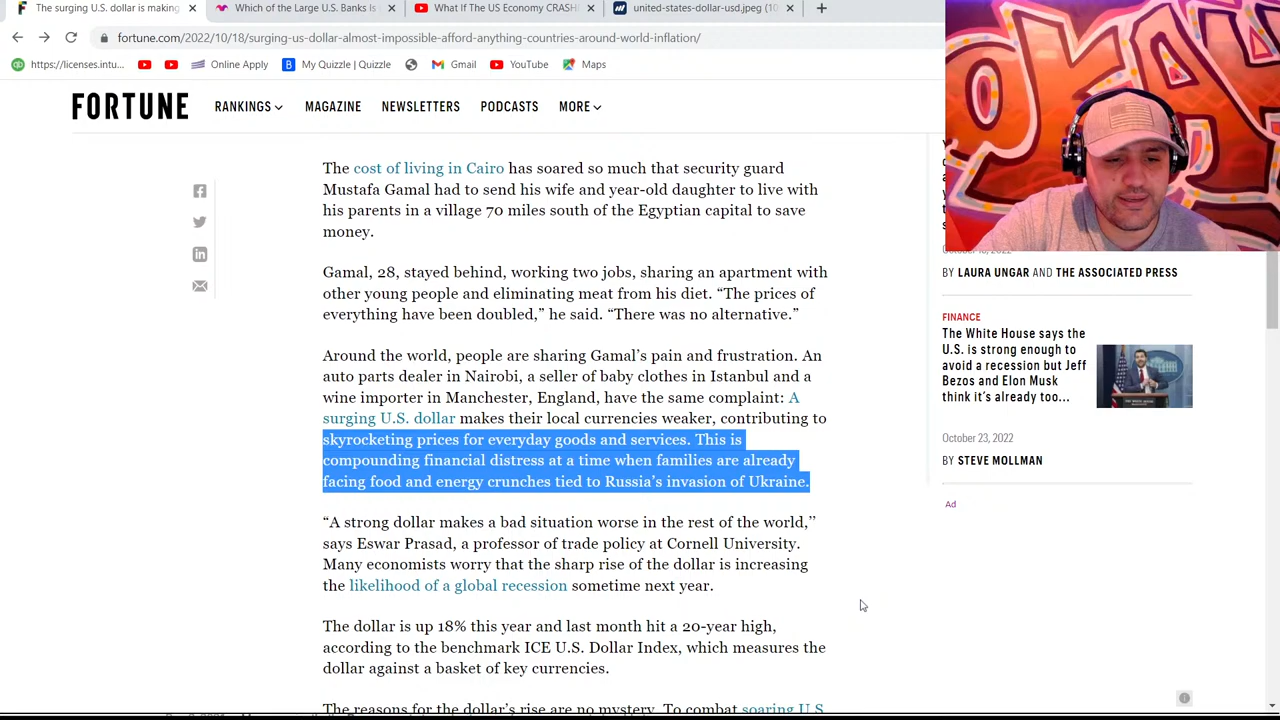 The surging U.S. dollar is making
Which of the Large U.S. Banks Is
What If The US Economy CRASH
united-states-dollar-usd.jpeg (10
fortune.com/2022/10/18/surging-us-dollar-almost-impossible-afford-anything-countries-around-world-inflation/
https://licenses.intu...
Online Apply
My Quizzle | Quizzle
Gmail
YouTube
Maps
FORTUNE
RANKINGS
MAGAZINE
NEWSLETTERS
PODCASTS
MORE
The cost of living in Cairo has soared so much that security guard
Mustafa Gamal had to send his wife and year-old daughter to live with
his parents in a village 70 miles south of the Egyptian capital to save
money.
Gamal, 28, stayed behind, working two jobs, sharing an apartment with
other young people and eliminating meat from his diet. “The prices of
everything have been doubled,” he said. “There was no alternative.”
Around the world, people are sharing Gamal’s pain and frustration. An
auto parts dealer in Nairobi, a seller of baby clothes in Istanbul and a
wine importer in Manchester, England, have the same complaint: A
surging U.S. dollar makes their local currencies weaker, contributing to
skyrocketing prices for everyday goods and services. This is
compounding financial distress at a time when families are already
facing food and energy crunches tied to Russia’s invasion of Ukraine.
“A strong dollar makes a bad situation worse in the rest of the world,’’
says Eswar Prasad, a professor of trade policy at Cornell University.
Many economists worry that the sharp rise of the dollar is increasing
the likelihood of a global recession sometime next year.
The dollar is up 18% this year and last month hit a 20-year high,
according to the benchmark ICE U.S. Dollar Index, which measures the
dollar against a basket of key currencies.
The reasons for the dollar’s rise are no mystery. To combat soaring U.S.
BY LAURA UNGAR AND THE ASSOCIATED PRESS
FINANCE
The White House says the
U.S. is strong enough to
avoid a recession but Jeff
Bezos and Elon Musk
think it’s already too...
October 23, 2022
BY STEVE MOLLMAN
Ad